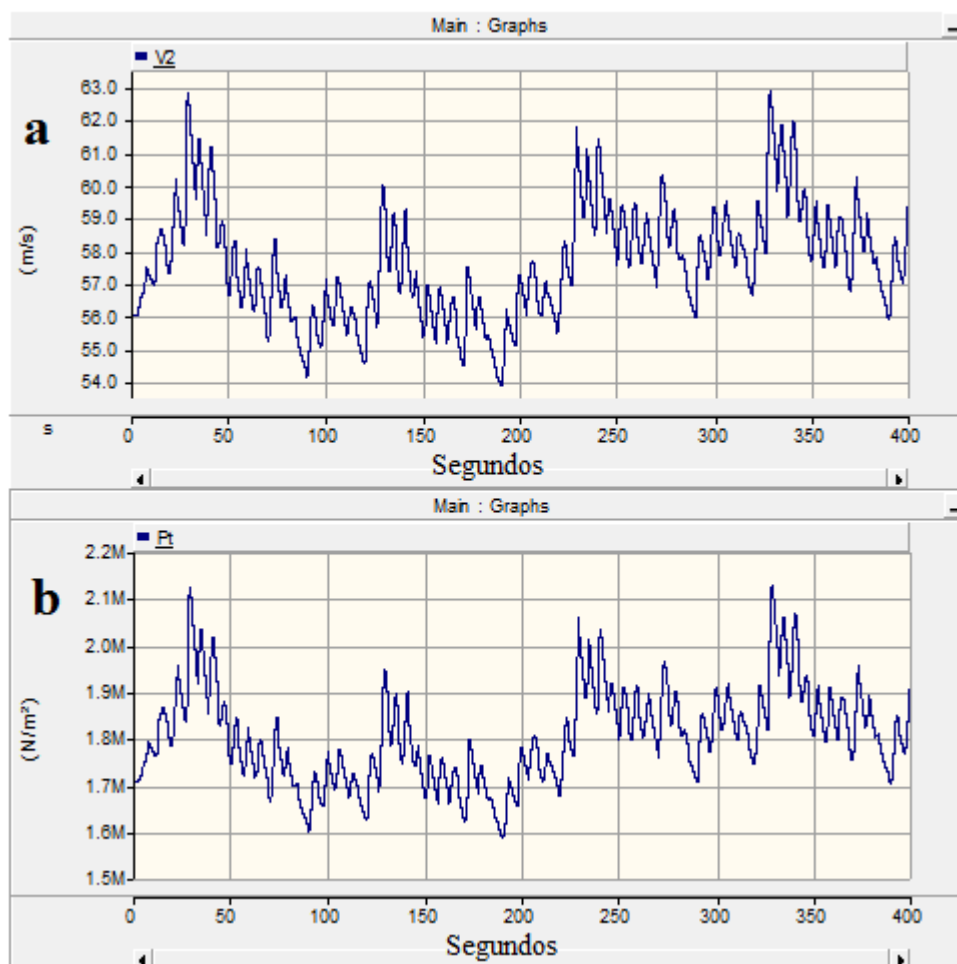 Main : Graphs
V2
a
63.0
62.0
61.0
60.0
59.0
58.0
57.0
56.0
55.0
54.0
(m/s)
s 0 50 100 150 200 250 300 350 400
Segundos
Main : Graphs
Pt
b
2.2M
2.1M
2.0M
1.9M
1.8M
1.7M
1.6M
1.5M
(N/m²)
0 50 100 150 200 250 300 350 400
Segundos